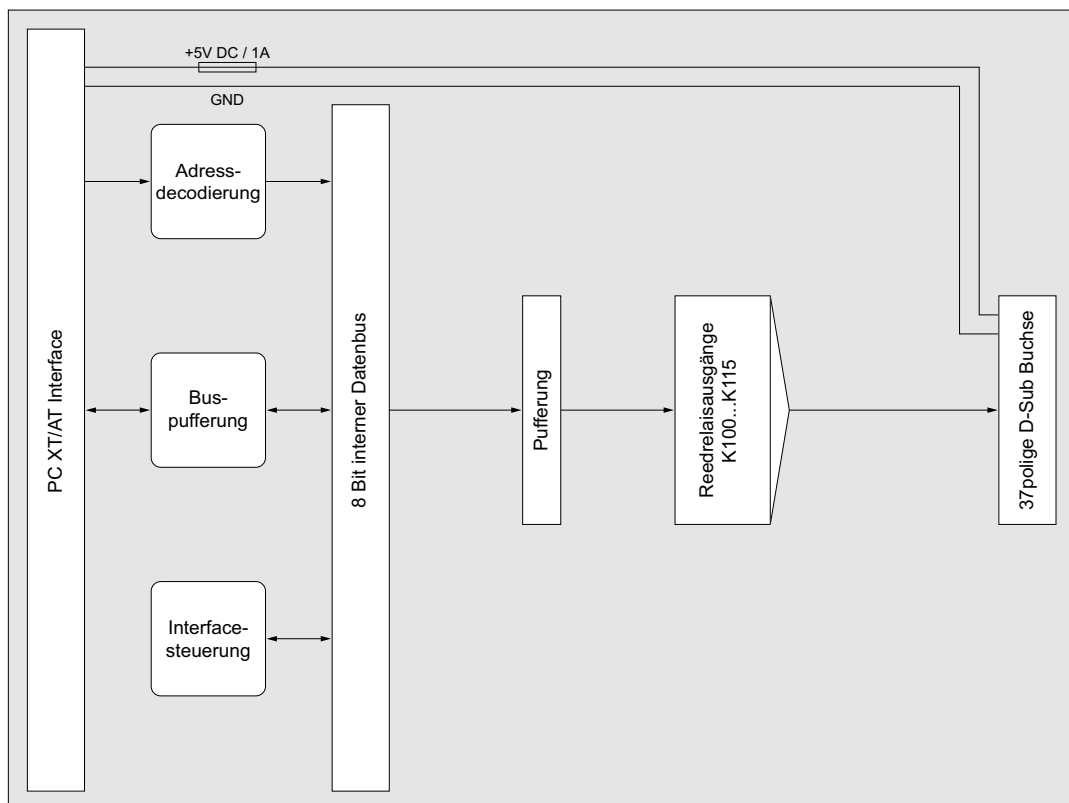 +5V DC / 1A
GND
PC XT/AT Interface
Adress-
decodierung
Bus-
pufferung
Interface-
steuerung
8 Bit interner Datenbus
Pufferung
Reedrelaisausgänge
K100...K115
37polige D-Sub Buchse